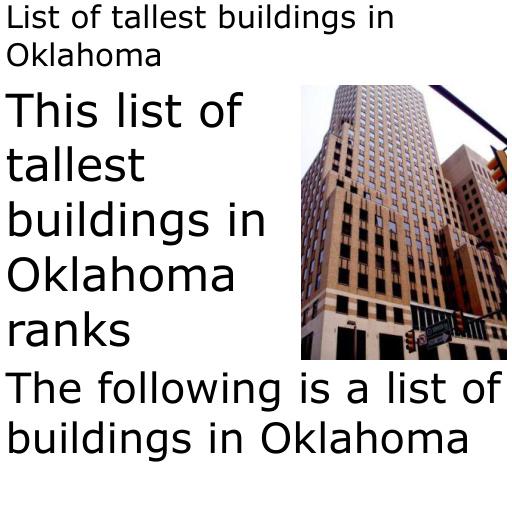 List of tallest buildings in
Oklahoma
This list of
tallest
buildings in
Oklahoma
ranks
The following is a list of
buildings in Oklahoma